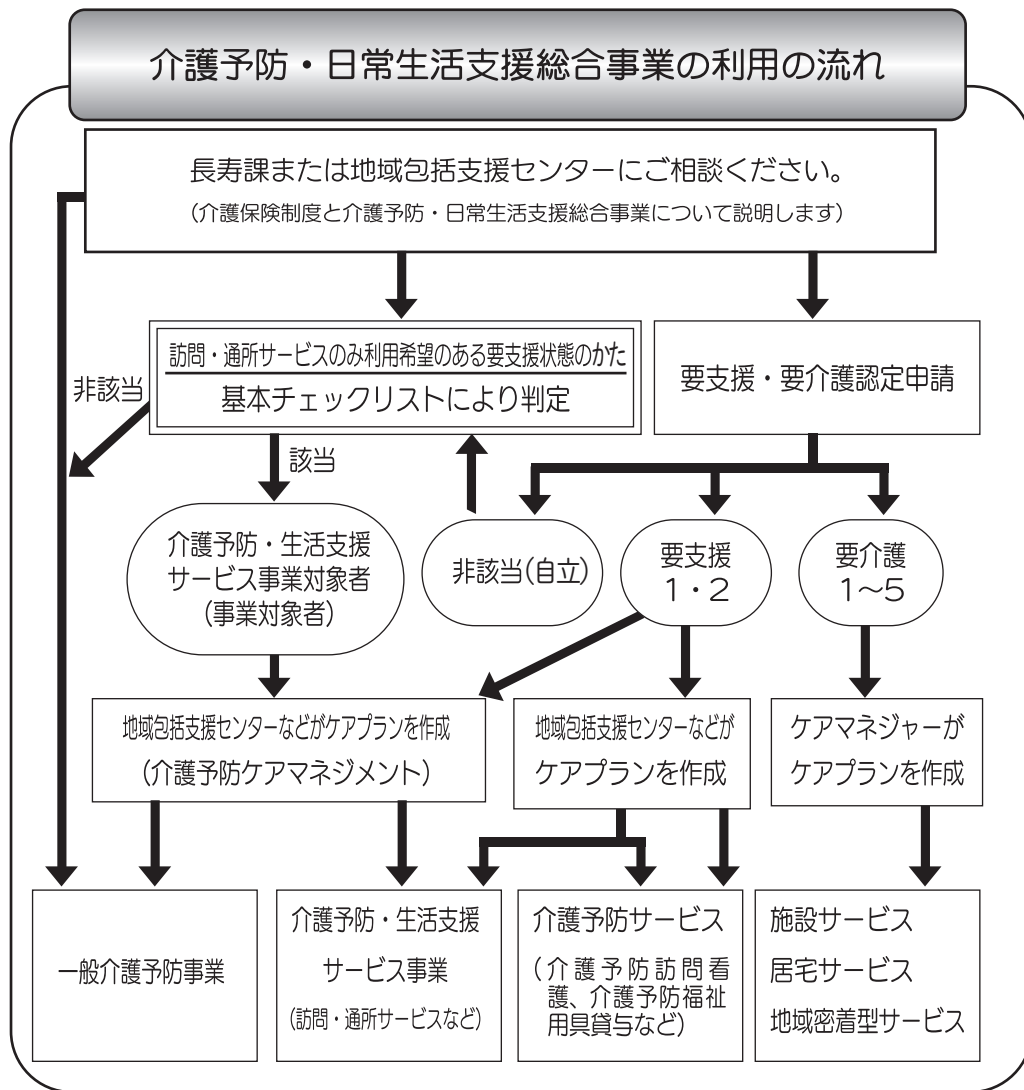 介護予防・日常生活支援総合事業の利用の流れ
長寿課または地域包括支援センターにご相談ください。
(介護保険制度と介護予防・日常生活支援総合事業について説明します)
訪問・通所サービスのみ利用希望のある要支援状態のかた
基本チェックリストにより判定
要支援・要介護認定申請
非該当
該当
介護予防・生活支援
サービス事業対象者
(事業対象者)
非該当(自立)
要支援
1・2
要介護
1～5
地域包括支援センターなどがケアプランを作成
(介護予防ケアマネジメント)
地域包括支援センターなどが
ケアプランを作成
ケアマネジャーが
ケアプランを作成
一般介護予防事業
介護予防・生活支援
サービス事業
(訪問・通所サービスなど)
介護予防サービス
(介護予防訪問看
護、介護予防福祉
用具貸与など)
施設サービス
居宅サービス
地域密着型サービス